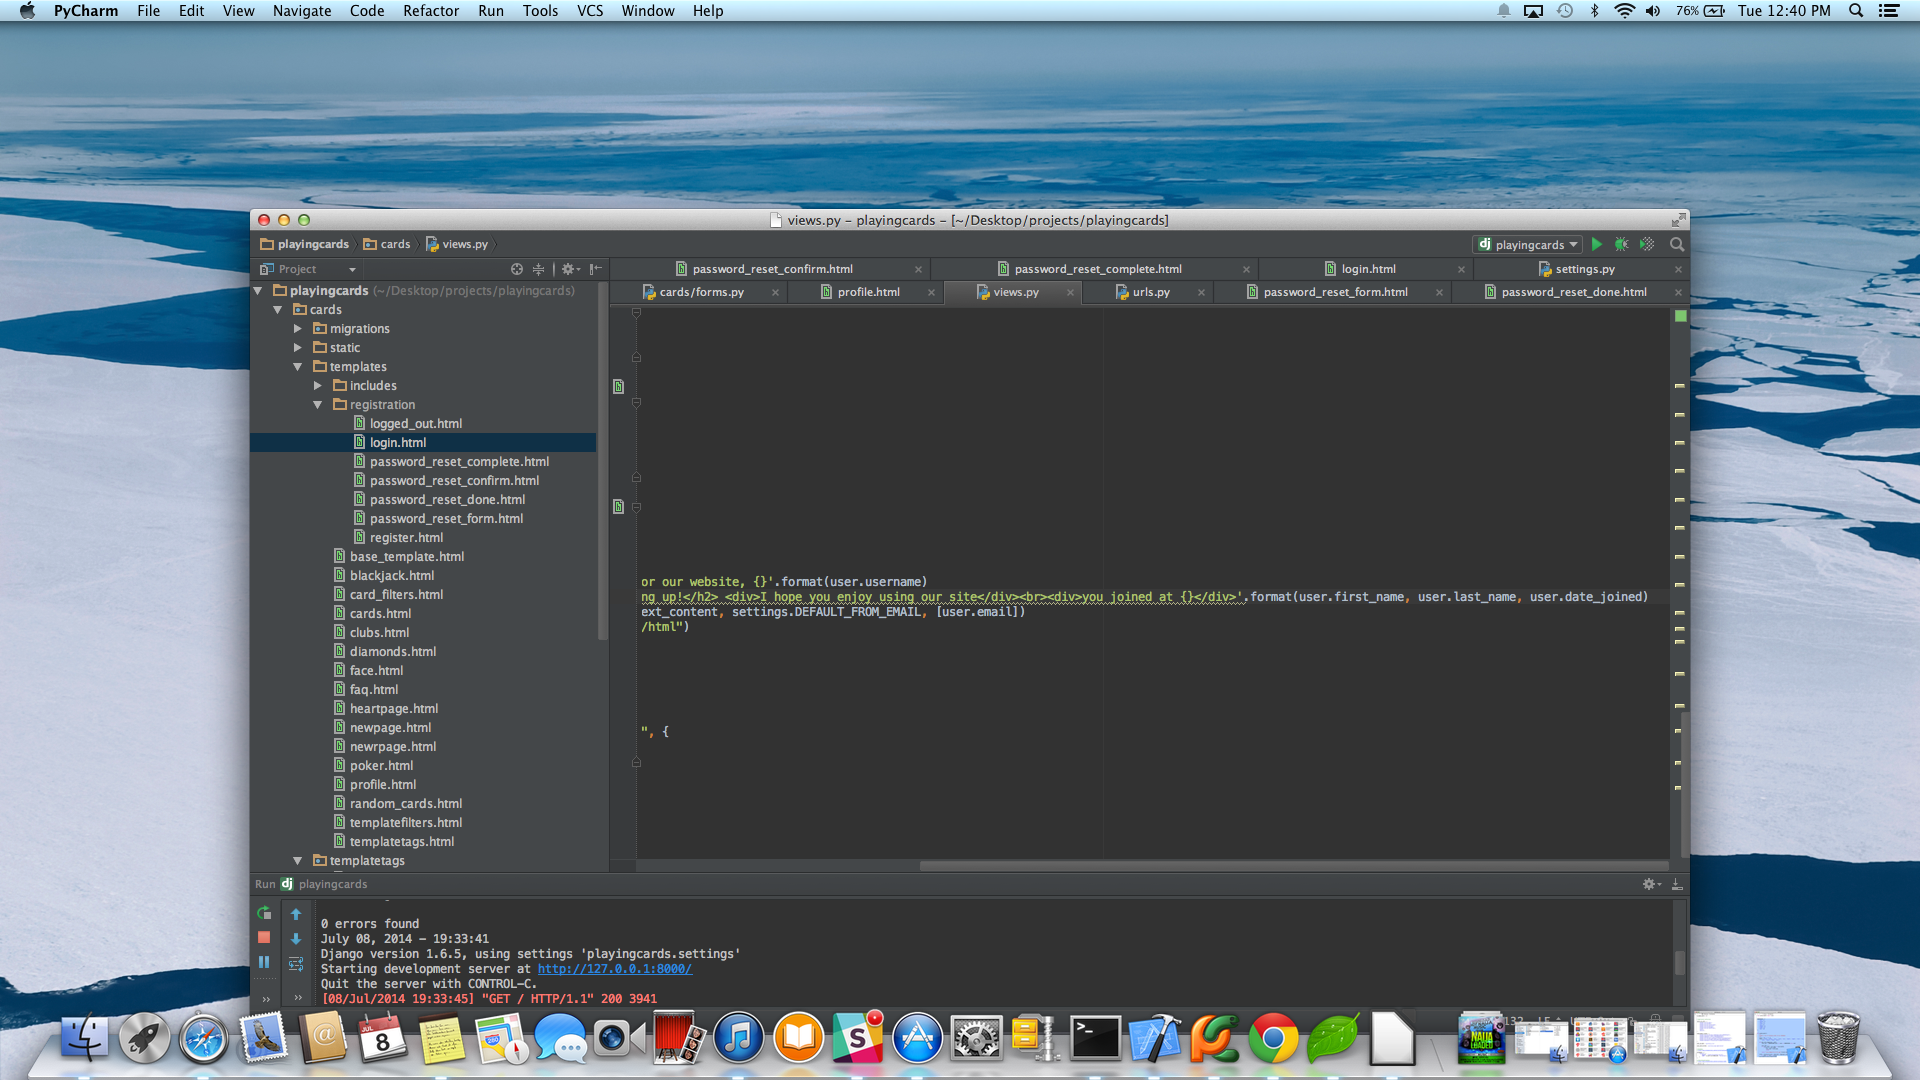 PyCharm File Edit View Navigate Code Refactor Run Tools VCS Window Help 76% Tue 12:40 PM
views.py – playingcards – [~/Desktop/projects/playingcards]
playingcards cards views.py playingcards
Project
password_reset_confirm.html password_reset_complete.html login.html settings.py
cards/forms.py profile.html views.py urls.py password_reset_form.html password_reset_done.html
playingcards (~/Desktop/projects/playingcards)
cards
migrations
static
templates
includes
registration
logged_out.html
login.html
password_reset_complete.html
password_reset_confirm.html
password_reset_done.html
password_reset_form.html
register.html
base_template.html
blackjack.html
card_filters.html
cards.html
clubs.html
diamonds.html
face.html
faq.html
heartpage.html
newpage.html
newrpage.html
poker.html
profile.html
random_cards.html
templatefilters.html
templatetags.html
templatetags
or our website, {}'.format(user.username)
ng up!</h2> <div>I hope you enjoy using our site</div><br><div>you joined at {}</div>'.format(user.first_name, user.last_name, user.date_joined)
ext_content, settings.DEFAULT_FROM_EMAIL, [user.email])
/html")
", {
Run playingcards
0 errors found
July 08, 2014 - 19:33:41
Django version 1.6.5, using settings 'playingcards.settings'
Starting development server at http://127.0.0.1:8000/
Quit the server with CONTROL-C.
[08/Jul/2014 19:33:45] "GET / HTTP/1.1" 200 3941
JUL
8